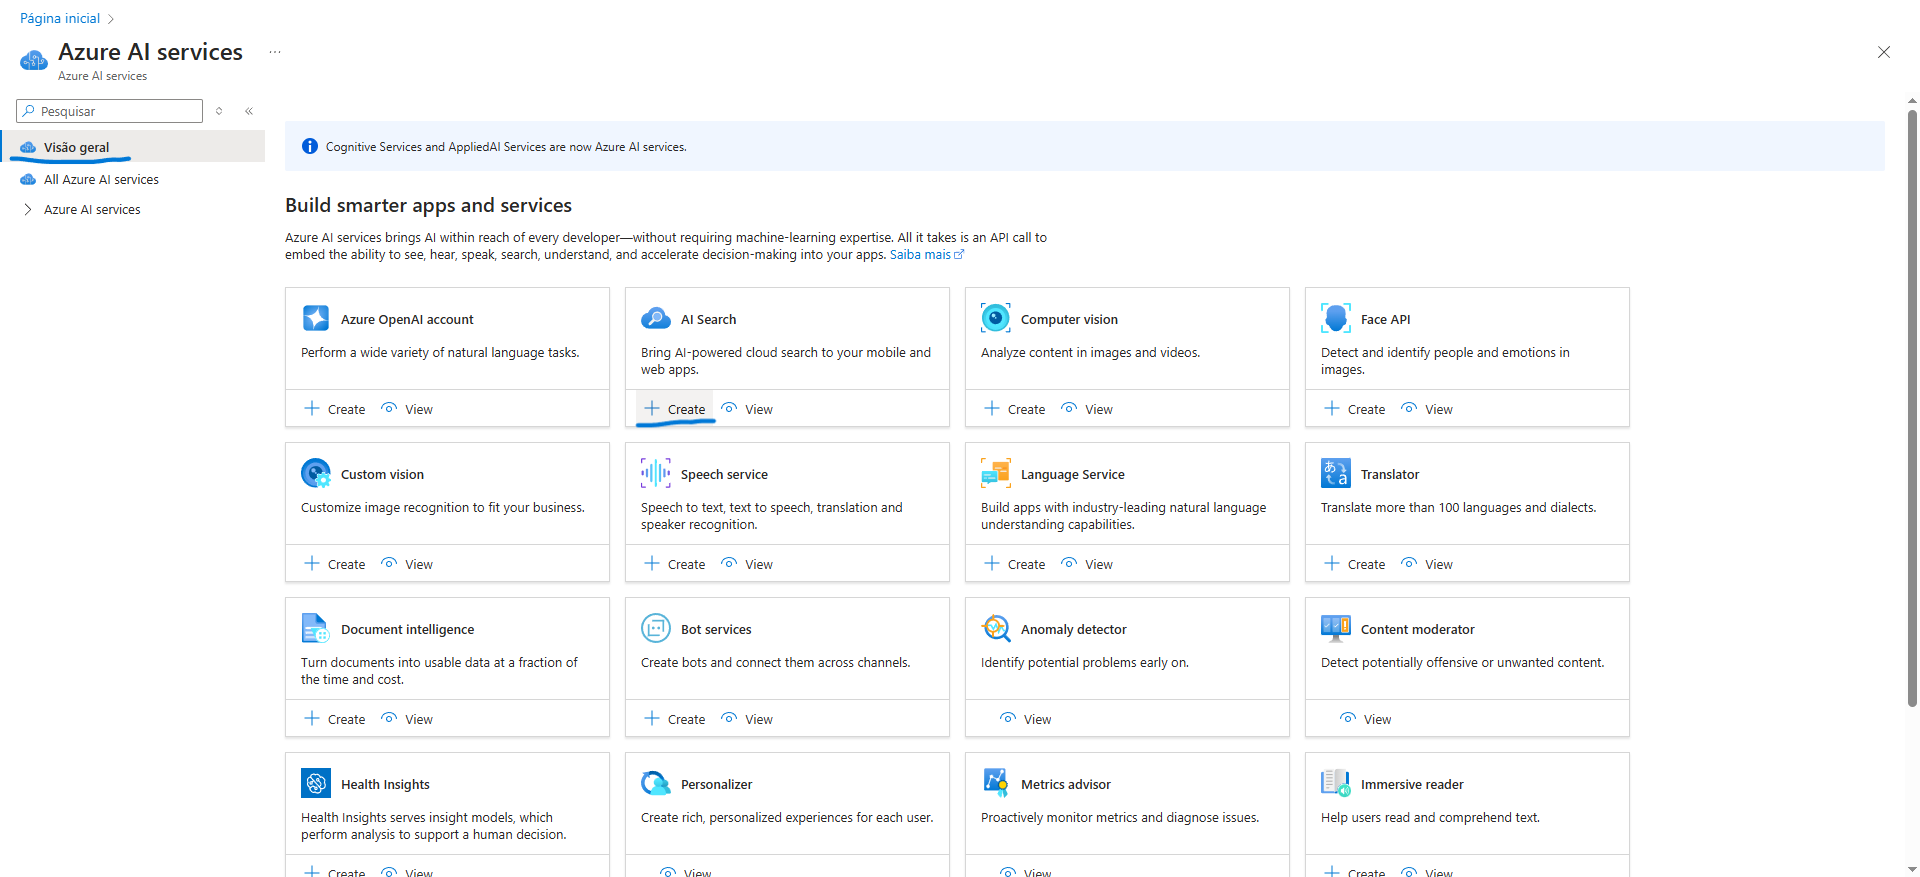 Página inicial
Azure AI services
Azure AI services
Pesquisar
Visão geral
All Azure AI services
Azure AI services
Cognitive Services and AppliedAI Services are now Azure AI services.
Build smarter apps and services
Azure AI services brings AI within reach of every developer—without requiring machine-learning expertise. All it takes is an API call to
embed the ability to see, hear, speak, search, understand, and accelerate decision-making into your apps. Saiba mais
Azure OpenAI account
Perform a wide variety of natural language tasks.
Create View
AI Search
Bring AI-powered cloud search to your mobile and
web apps.
Create View
Computer vision
Analyze content in images and videos.
Create View
Face API
Detect and identify people and emotions in
images.
Create View
Custom vision
Customize image recognition to fit your business.
Create View
Speech service
Speech to text, text to speech, translation and
speaker recognition.
Create View
Language Service
Build apps with industry-leading natural language
understanding capabilities.
Create View
Translator
Translate more than 100 languages and dialects.
Create View
Document intelligence
Turn documents into usable data at a fraction of
the time and cost.
Create View
Bot services
Create bots and connect them across channels.
Create View
Anomaly detector
Identify potential problems early on.
View
Content moderator
Detect potentially offensive or unwanted content.
View
Health Insights
Health Insights serves insight models, which
perform analysis to support a human decision.
Create View
Personalizer
Create rich, personalized experiences for each user.
View
Metrics advisor
Proactively monitor metrics and diagnose issues.
View
Immersive reader
Help users read and comprehend text.
Create View